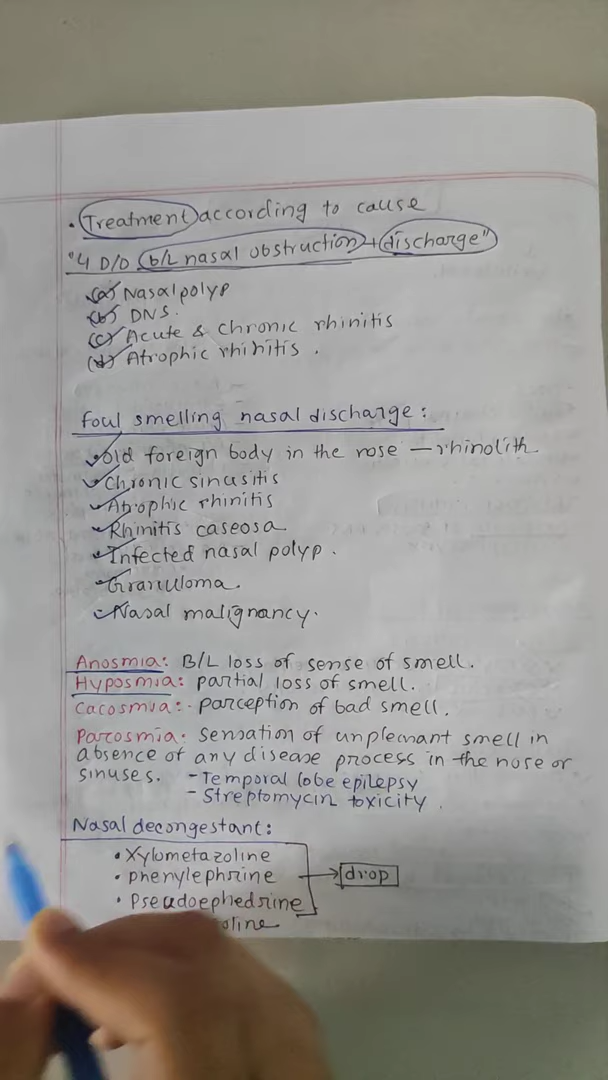 . Treatment according to cause
"4 D/D b/L nasal obstruction + discharge"
(a) Nasal polyp
(b) DNS.
(c) Acute & chronic rhinitis
(d) Atrophic rhinitis .
foul smelling nasal discharge :
Old foreign body in the nose – rhinolith
Chronic sinusitis
Atrophic rhinitis
Rhinitis caseosa
Infected nasal polyp .
Granuloma.
Nasal malignancy.
Anosmia: B/L loss of sense of smell.
Hyposmia: partial loss of smell.
Cacosmia: parception of bad smell.
Parosmia: Sensation of unplemant smell in
absence of any disease process in the nose or
sinuses. - Temporal lobe epilepsy
- Streptomycin toxicity .
Nasal decongestant:
• Xylometazoline
• phenylephrine → drop
• Pseudoephedrine